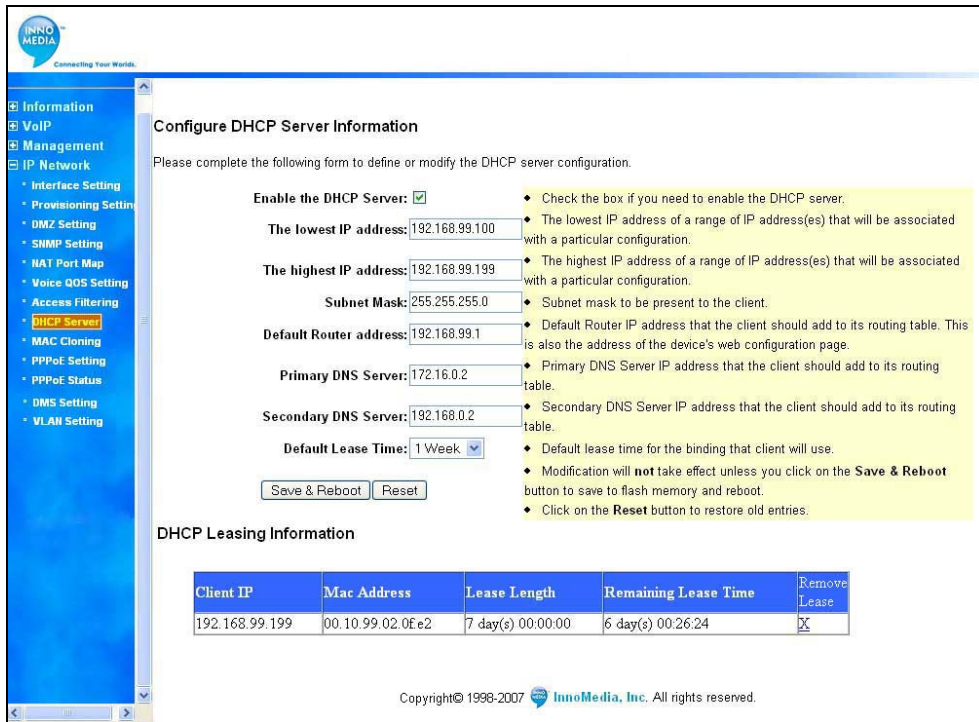 INNO
MEDIA
™
Connecting Your Worlds.
Information
VoIP
Management
IP Network
Interface Setting
Provisioning Settin
DMZ Setting
SNMP Setting
NAT Port Map
Voice QOS Setting
Access Filtering
DHCP Server
MAC Cloning
PPPoE Setting
PPPoE Status
DMS Setting
VLAN Setting
Configure DHCP Server Information
Please complete the following form to define or modify the DHCP server configuration.
Enable the DHCP Server:
• Check the box if you need to enable the DHCP server.
The lowest IP address: 192.168.99.100
• The lowest IP address of a range of IP address(es) that will be associated
with a particular configuration.
The highest IP address: 192.168.99.199
• The highest IP address of a range of IP address(es) that will be associated
with a particular configuration.
Subnet Mask: 255.255.255.0
• Subnet mask to be present to the client.
Default Router address: 192.168.99.1
• Default Router IP address that the client should add to its routing table. This
is also the address of the device's web configuration page.
Primary DNS Server: 172.16.0.2
• Primary DNS Server IP address that the client should add to its routing
table.
Secondary DNS Server: 192.168.0.2
• Secondary DNS Server IP address that the client should add to its routing
table.
Default Lease Time: 1 Week
• Default lease time for the binding that client will use.
• Modification will not take effect unless you click on the Save & Reboot
button to save to flash memory and reboot.
• Click on the Reset button to restore old entries.
Save & Reboot Reset
DHCP Leasing Information
Client IP Mac Address Lease Length Remaining Lease Time Remove
Lease
192.168.99.199 00.10.99.02.0f.e2 7 day(s) 00:00:00 6 day(s) 00:26:24 X
Copyright© 1998-2007 InnoMedia, Inc. All rights reserved.